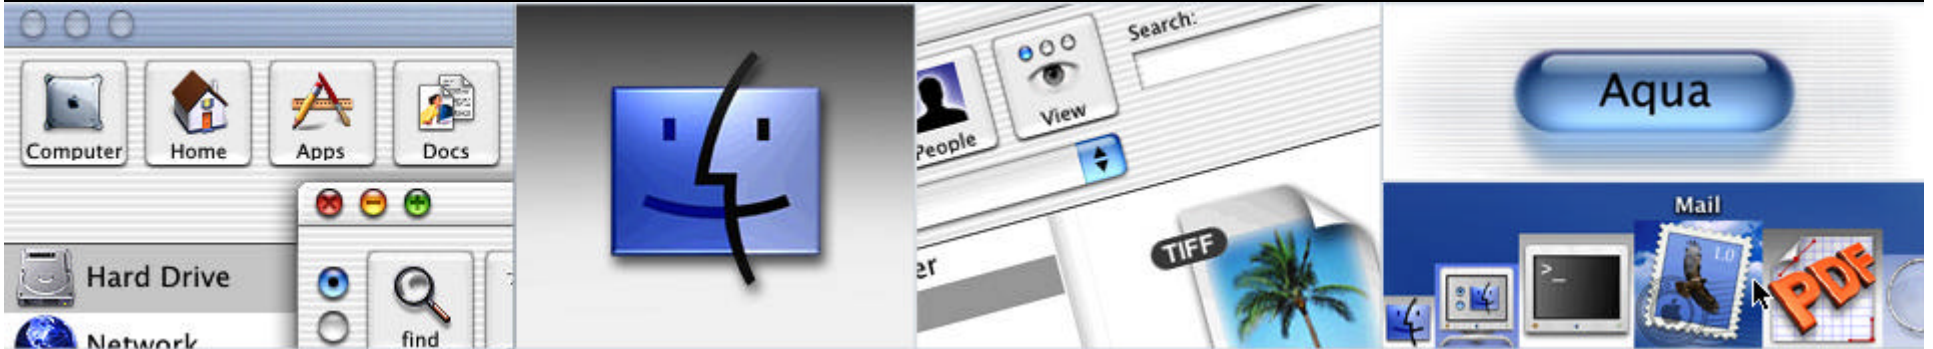 Computer
Home
Apps
Docs
Hard Drive
Network
find
Search:
People
View
er
TIFF
Aqua
Mail
>_
1.0
PDF